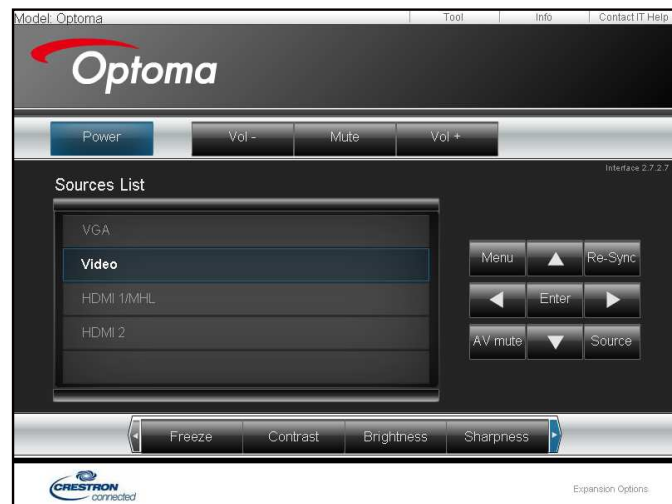 Model: Optoma
Tool Info Contact IT Help
Optoma
Power Vol - Mute Vol +
Interface 2.7.2.7
Sources List
VGA
Video
HDMI 1/MHL
HDMI 2
Menu Re-Sync
Enter
AV mute Source
Freeze Contrast Brightness Sharpness
CRESTRON
connected
Expansion Options